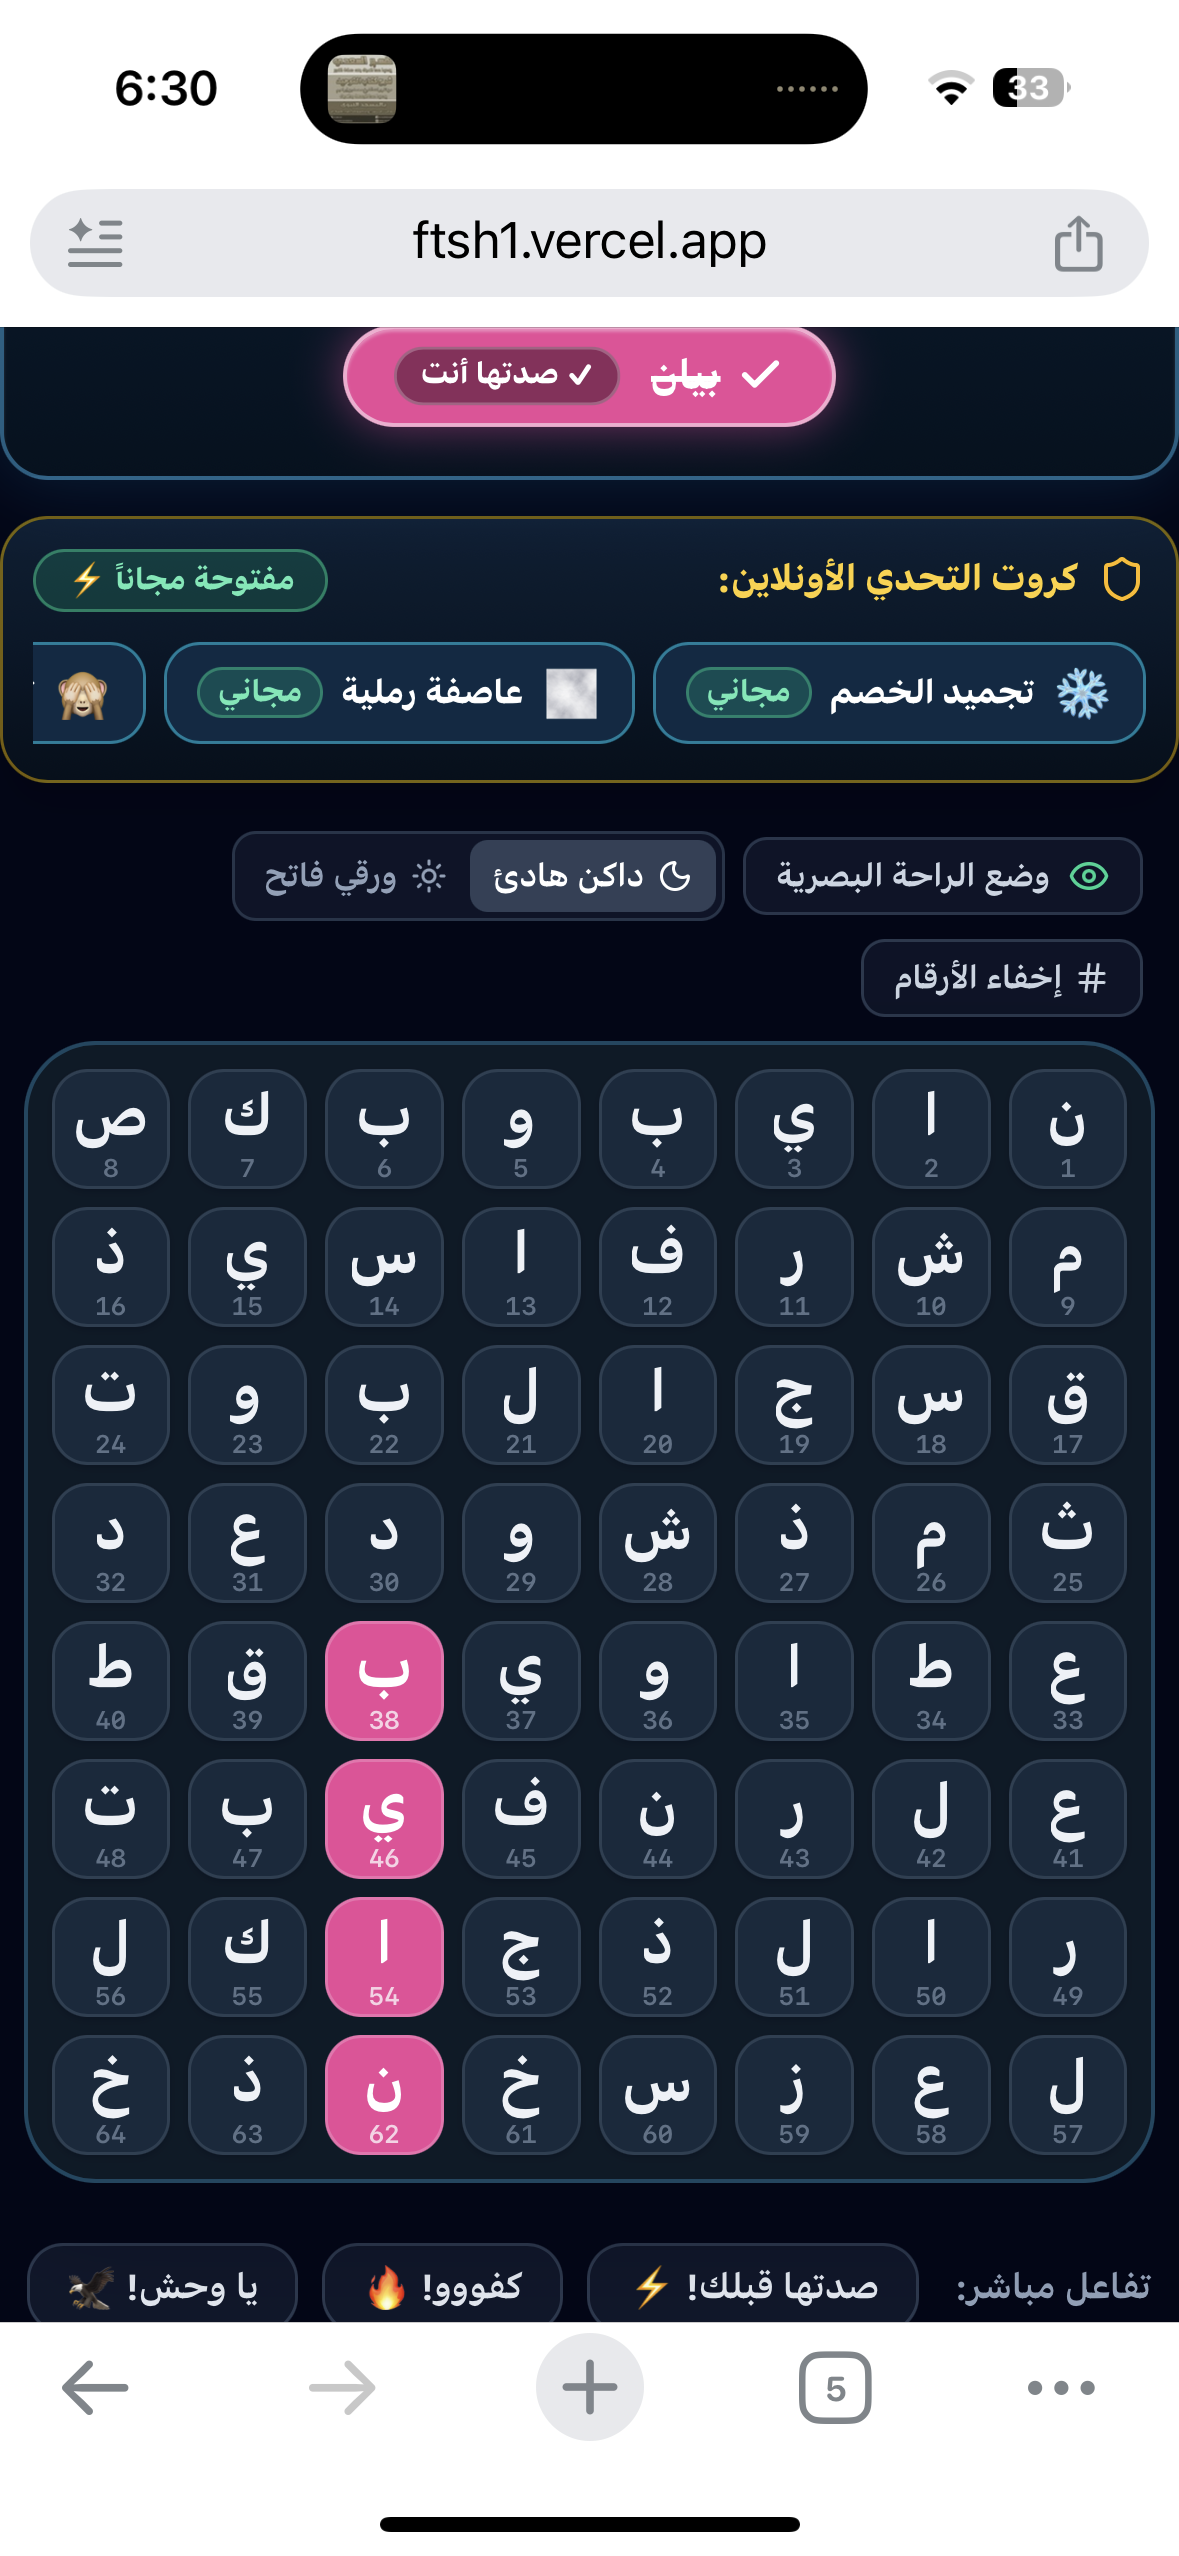 6:30
33
ftsh1.vercel.app
بيان صدتها أنت
كروت التحدي الأونلاين: مفتوحة مجاناً
تجميد الخصم مجاني عاصفة رملية مجاني
وضع الراحة البصرية داكن هادئ ورقي فاتح
# إخفاء الأرقام
ن ا ي ب و ب ك ص
1 2 3 4 5 6 7 8
م ش ر ف ا س ي ذ
9 10 11 12 13 14 15 16
ق س ج ا ل ب و ت
17 18 19 20 21 22 23 24
ث م ذ ش و د ع د
25 26 27 28 29 30 31 32
ع ط ا و ي ب ق ط
33 34 35 36 37 38 39 40
ع ل ر ن ف ي ب ت
41 42 43 44 45 46 47 48
ر ا ل ذ ج ا ك ل
49 50 51 52 53 54 55 56
ل ع ز س خ ن ذ خ
57 58 59 60 61 62 63 64
تفاعل مباشر: صدتها قبلك! كفووو! يا وحش!
5